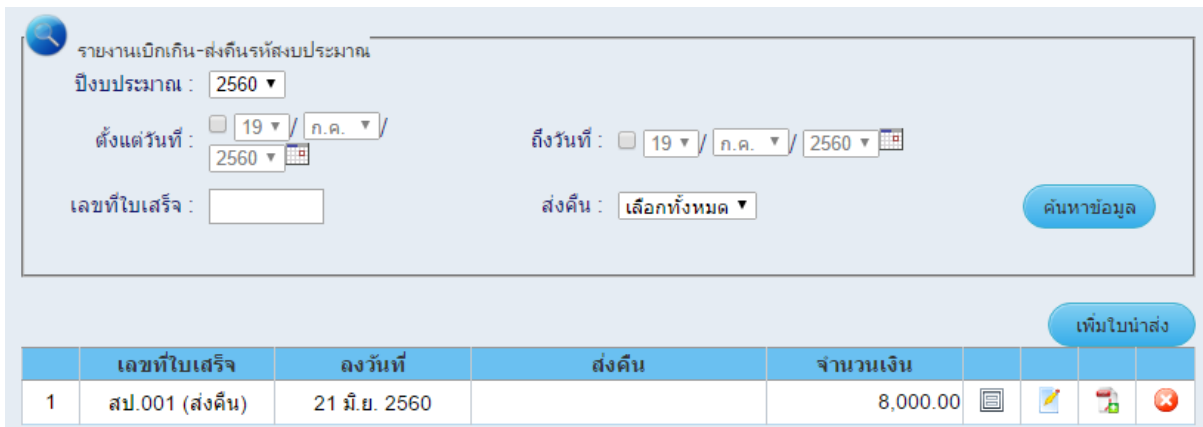 รายงานเบิกเกิน-ส่งคืนรหัสงบประมาณ
ปีงบประมาณ : 2560
ตั้งแต่วันที่ : 19 / ก.ค. /
2560
ถึงวันที่ : 19 / ก.ค. / 2560
เลขที่ใบเสร็จ : ส่งคืน : เลือกทั้งหมด ค้นหาข้อมูล
เพิ่มใบนำส่ง
เลขที่ใบเสร็จ ลงวันที่ ส่งคืน จำนวนเงิน
1 สป.001 (ส่งคืน) 21 มิ.ย. 2560 8,000.00